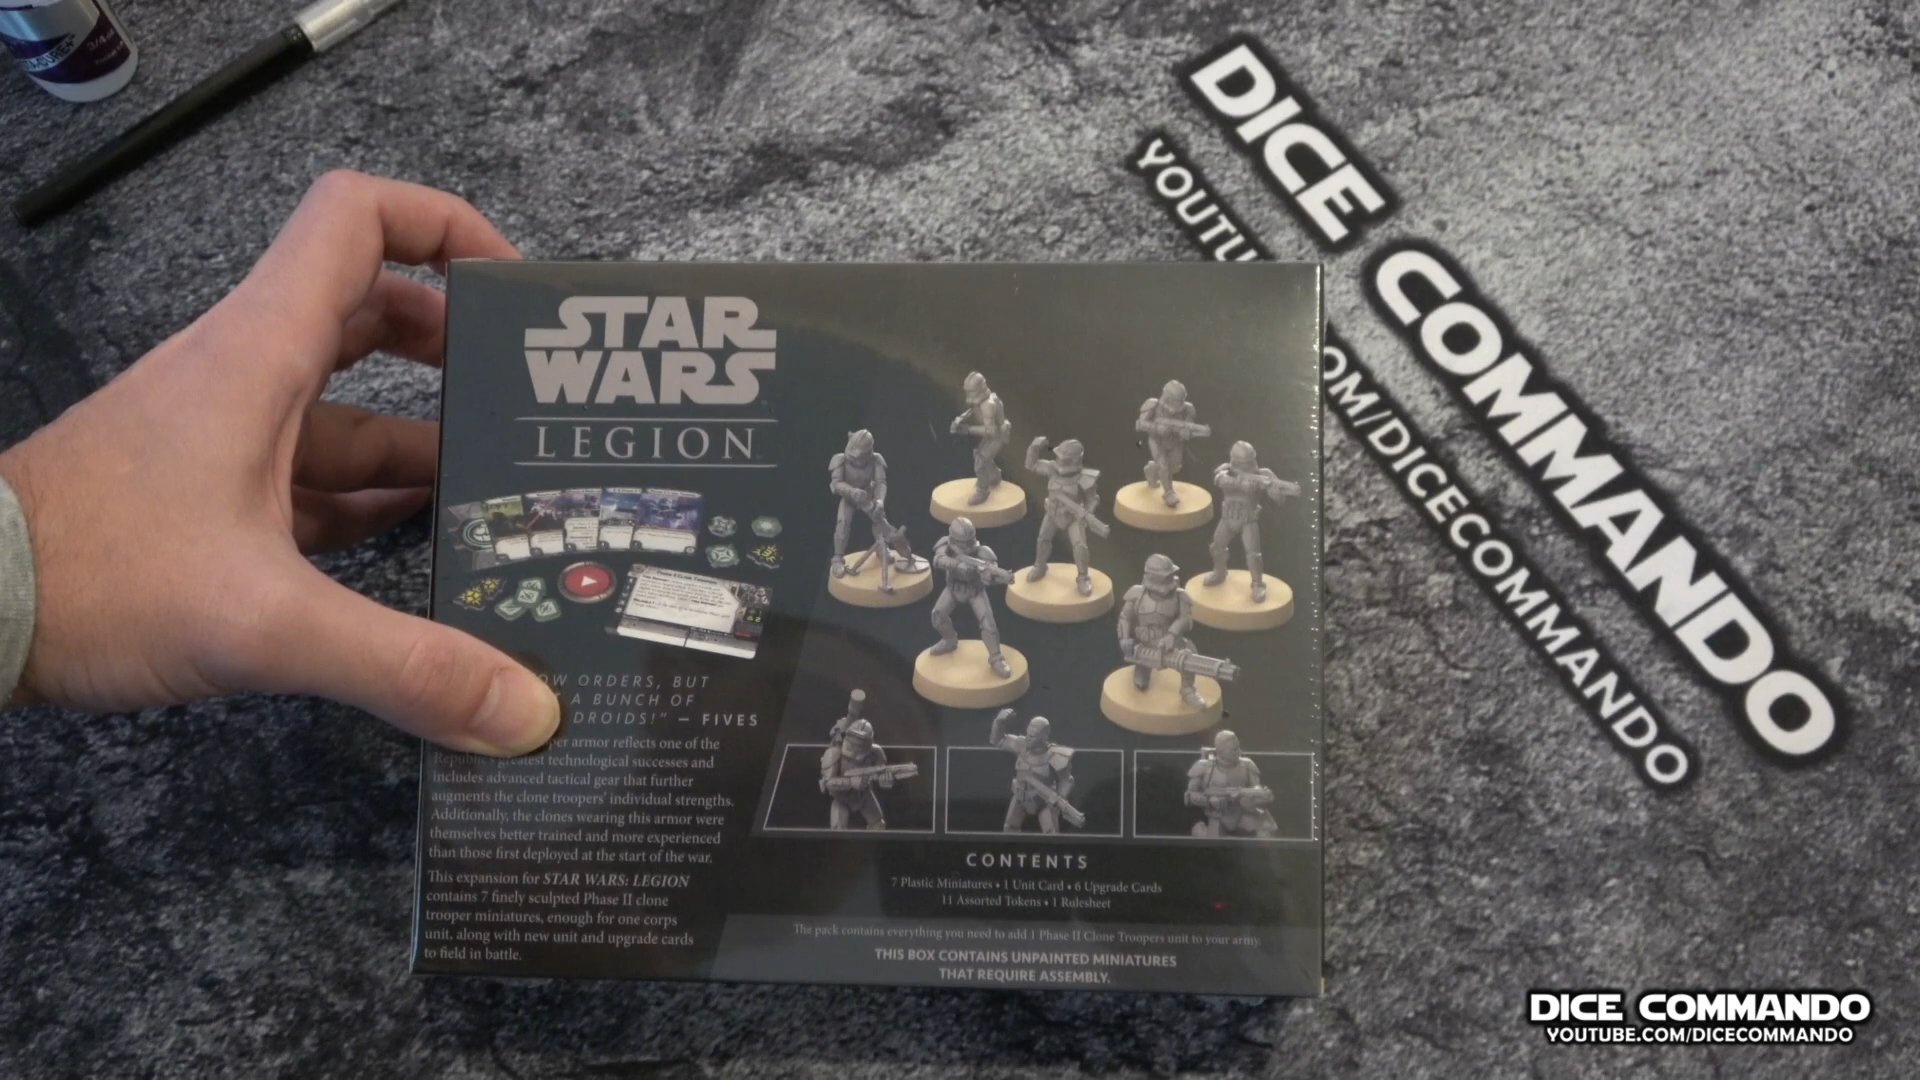 3/4 oz
DICE COMMANDO
YOUTU
OM/DICECOMMANDO
STAR
WARS
LEGION
OW ORDERS, BUT
A BUNCH OF
DROIDS!" — FIVES
per armor reflects one of the
Republic's greatest technological successes and
includes advanced tactical gear that further
augments the clone troopers' individual strengths.
Additionally, the clones wearing this armor were
themselves better trained and more experienced
than those first deployed at the start of the war.
This expansion for STAR WARS: LEGION
contains 7 finely sculpted Phase II clone
trooper miniatures, enough for one corps
unit, along with new unit and upgrade cards
to field in battle.
CONTENTS
7 Plastic Miniatures • 1 Unit Card • 6 Upgrade Cards
11 Assorted Tokens • 1 Rulesheet
The pack contains everything you need to add 1 Phase II Clone Troopers unit to your army.
THIS BOX CONTAINS UNPAINTED MINIATURES
THAT REQUIRE ASSEMBLY.
DICE COMMANDO
YOUTUBE.COM/DICECOMMANDO